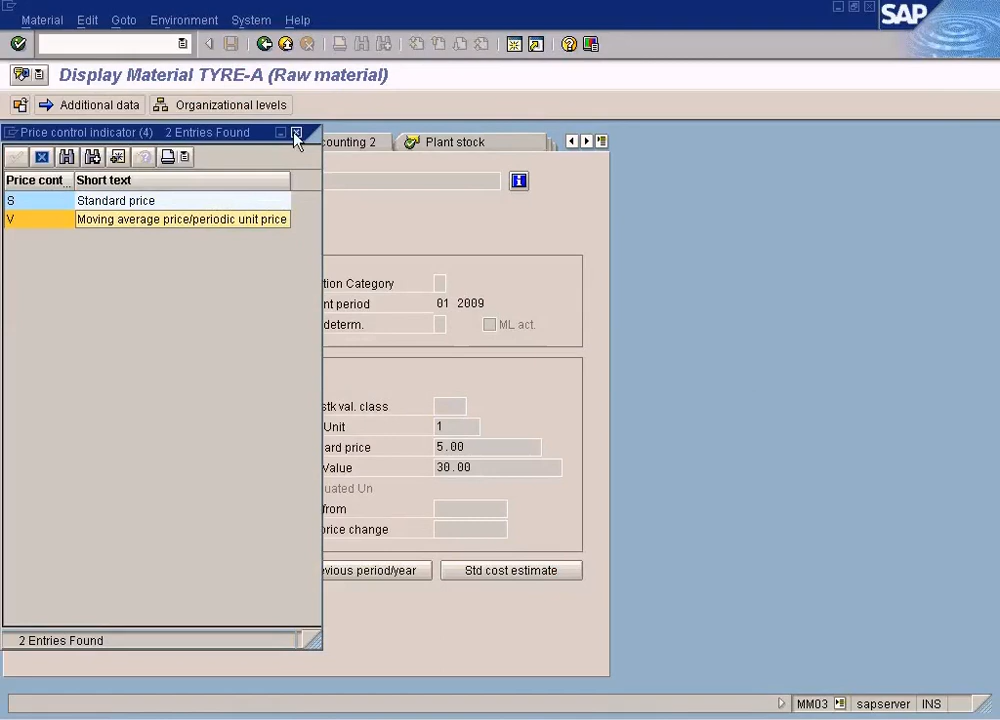 Material Edit Goto Environment System Help
SAP
Display Material TYRE-A (Raw material)
Additional data Organizational levels
Price control indicator (4) 2 Entries Found
ounting 2 Plant stock
Price cont... Short text
S Standard price
V Moving average price/periodic unit price
tion Category
nt period 01 2009
determ. ML act.
stk val. class
Unit 1
ard price 5.00
Value 30.00
uated Un
from
price change
evious period/year Std cost estimate
2 Entries Found
MM03 sapserver INS